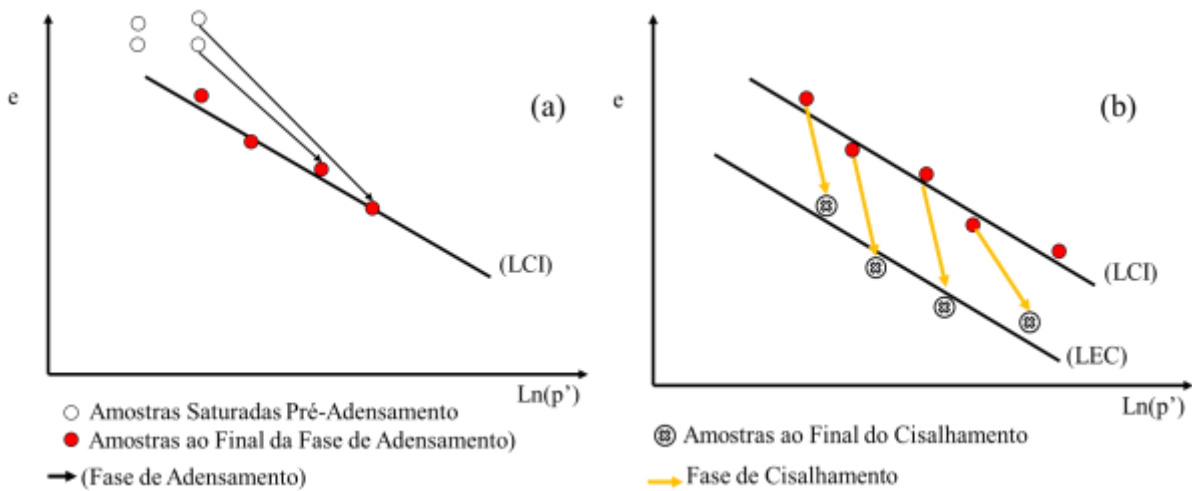 e
(a)
(LCI)
Ln(p’)
○ Amostras Saturadas Pré-Adensamento
Amostras ao Final da Fase de Adensamento)
(Fase de Adensamento)
e
(b)
(LCI)
(LEC)
Ln(p’)
Amostras ao Final do Cisalhamento
Fase de Cisalhamento